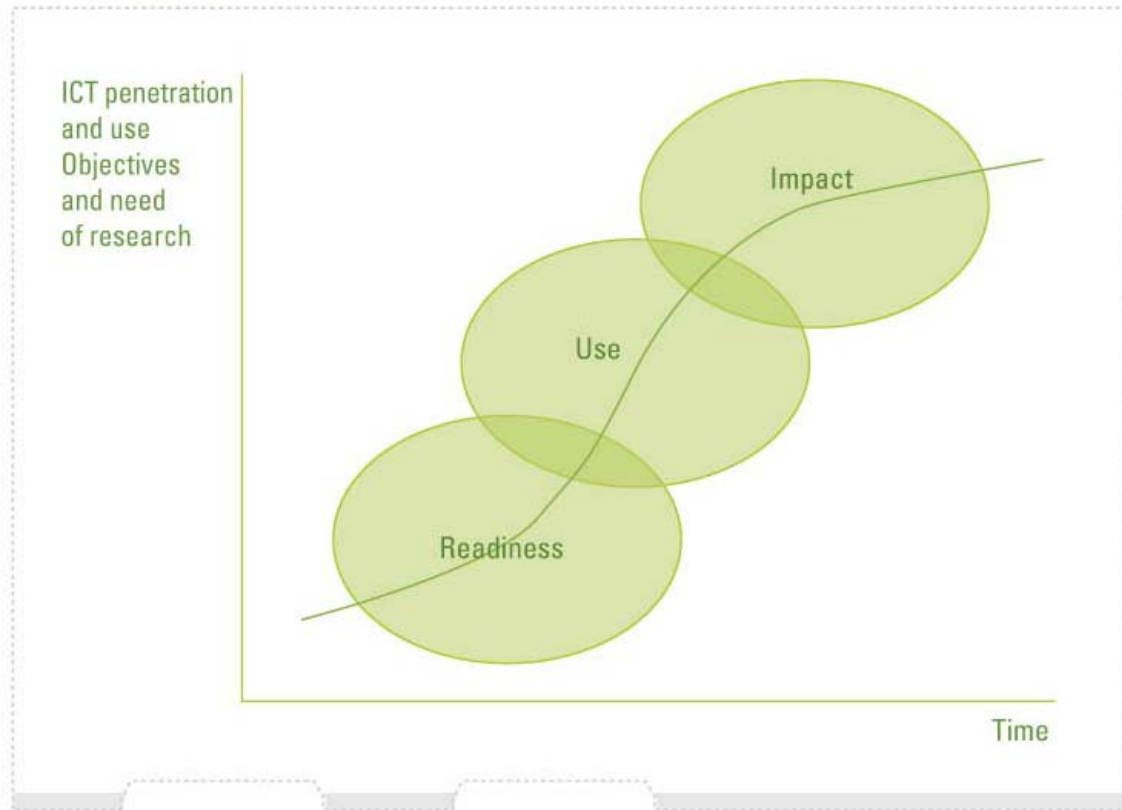 ICT penetration
and use
Objectives
and need
of research
Impact
Use
Readiness
Time